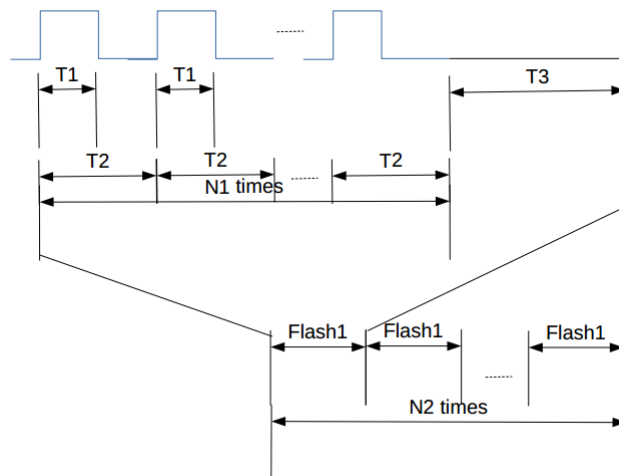 T1 T1 T3
T2 T2 T2
N1 times
Flash1 Flash1 Flash1
N2 times